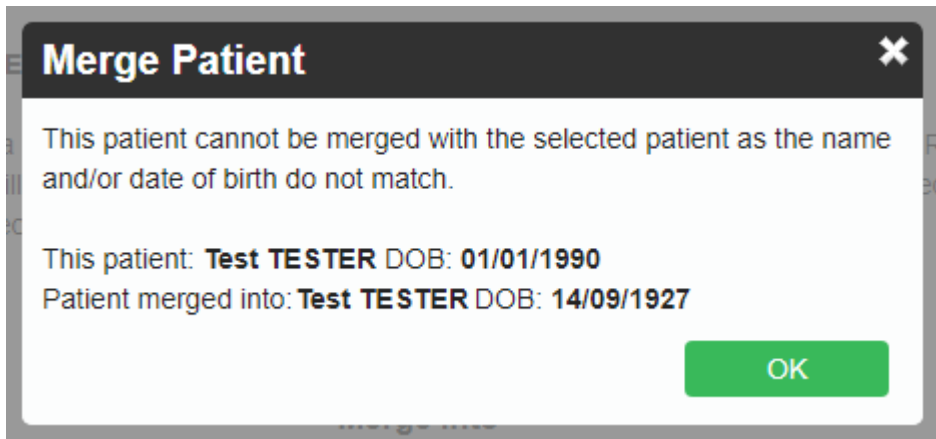 Merge Patient
This patient cannot be merged with the selected patient as the name
and/or date of birth do not match.
This patient: Test TESTER DOB: 01/01/1990
Patient merged into: Test TESTER DOB: 14/09/1927
OK